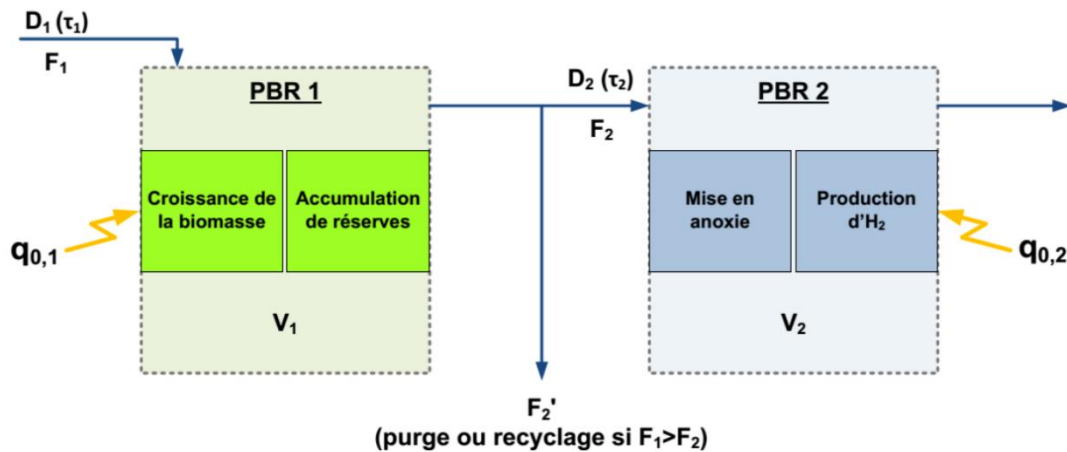 D₁ (τ₁)
F₁
PBR 1
Croissance de
la biomasse
Accumulation
de réserves
q₀,₁
V₁
D₂ (τ₂)
F₂
F₂'
(purge ou recyclage si F₁>F₂)
PBR 2
Mise en
anoxie
Production
d'H₂
q₀,₂
V₂